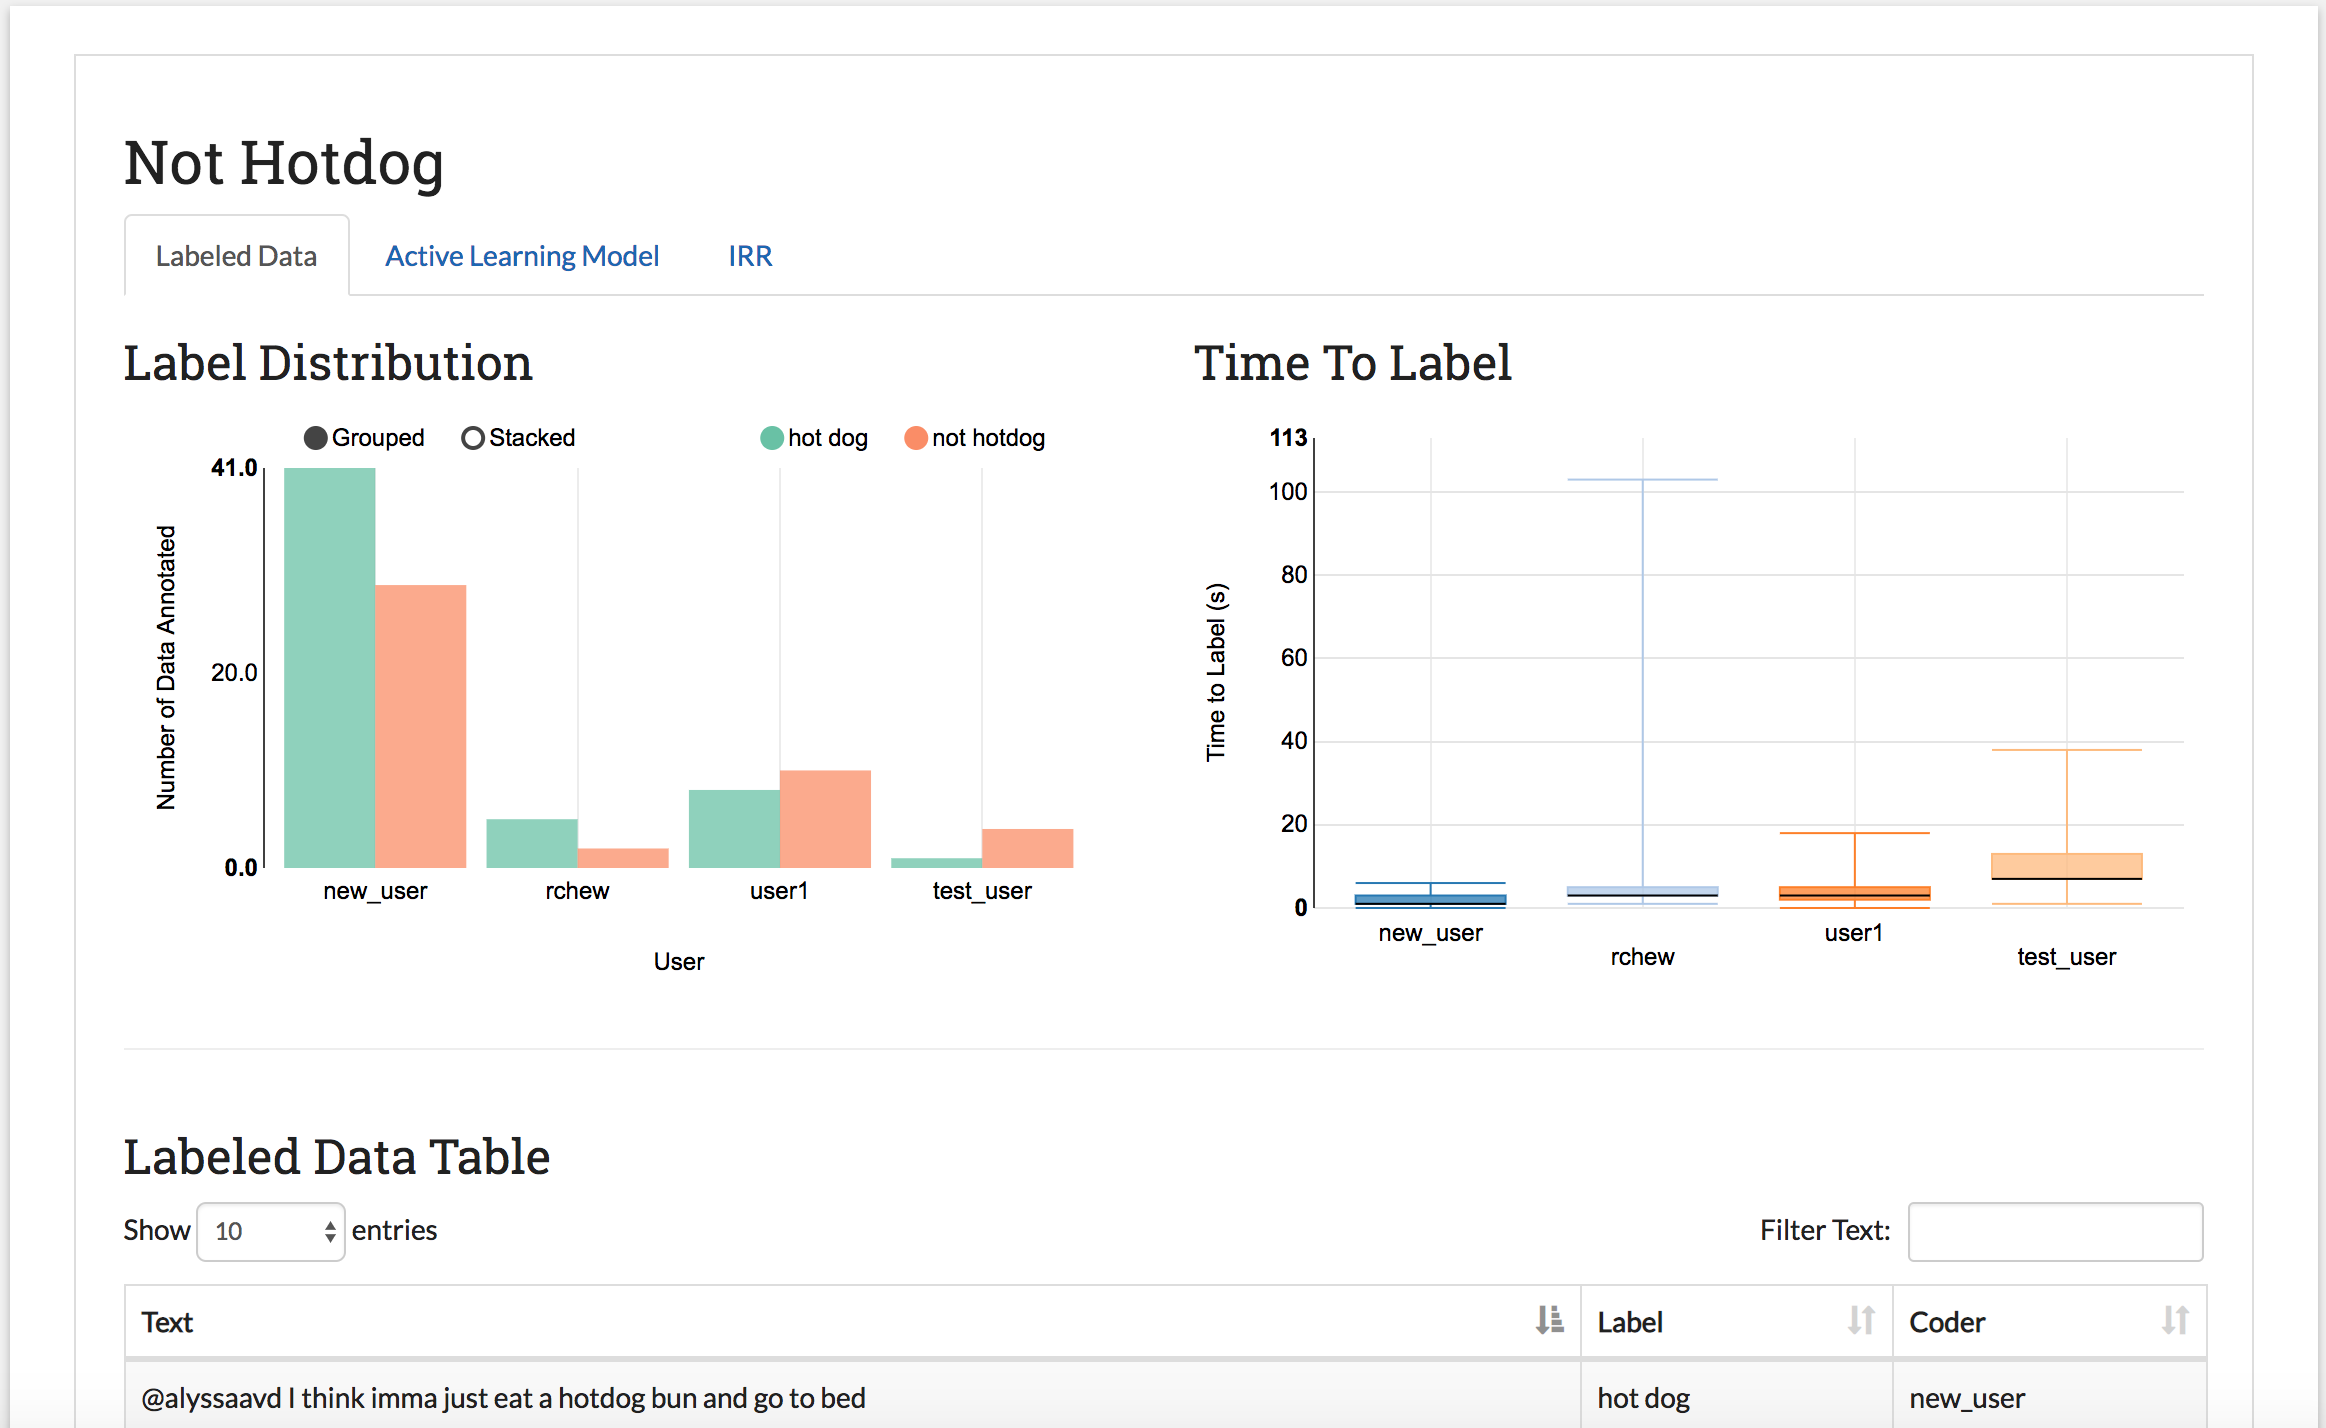 Not Hotdog
Labeled Data
Active Learning Model
IRR
Label Distribution
Grouped
Stacked
hot dog
not hotdog
41.0
20.0
0.0
Number of Data Annotated
new_user
rchew
user1
test_user
User
Time To Label
113
100
80
60
40
20
0
Time to Label (s)
new_user
rchew
user1
test_user
Labeled Data Table
Show 10 entries
Filter Text:
Text Label Coder
@alyssaavd I think imma just eat a hotdog bun and go to bed hot dog new_user